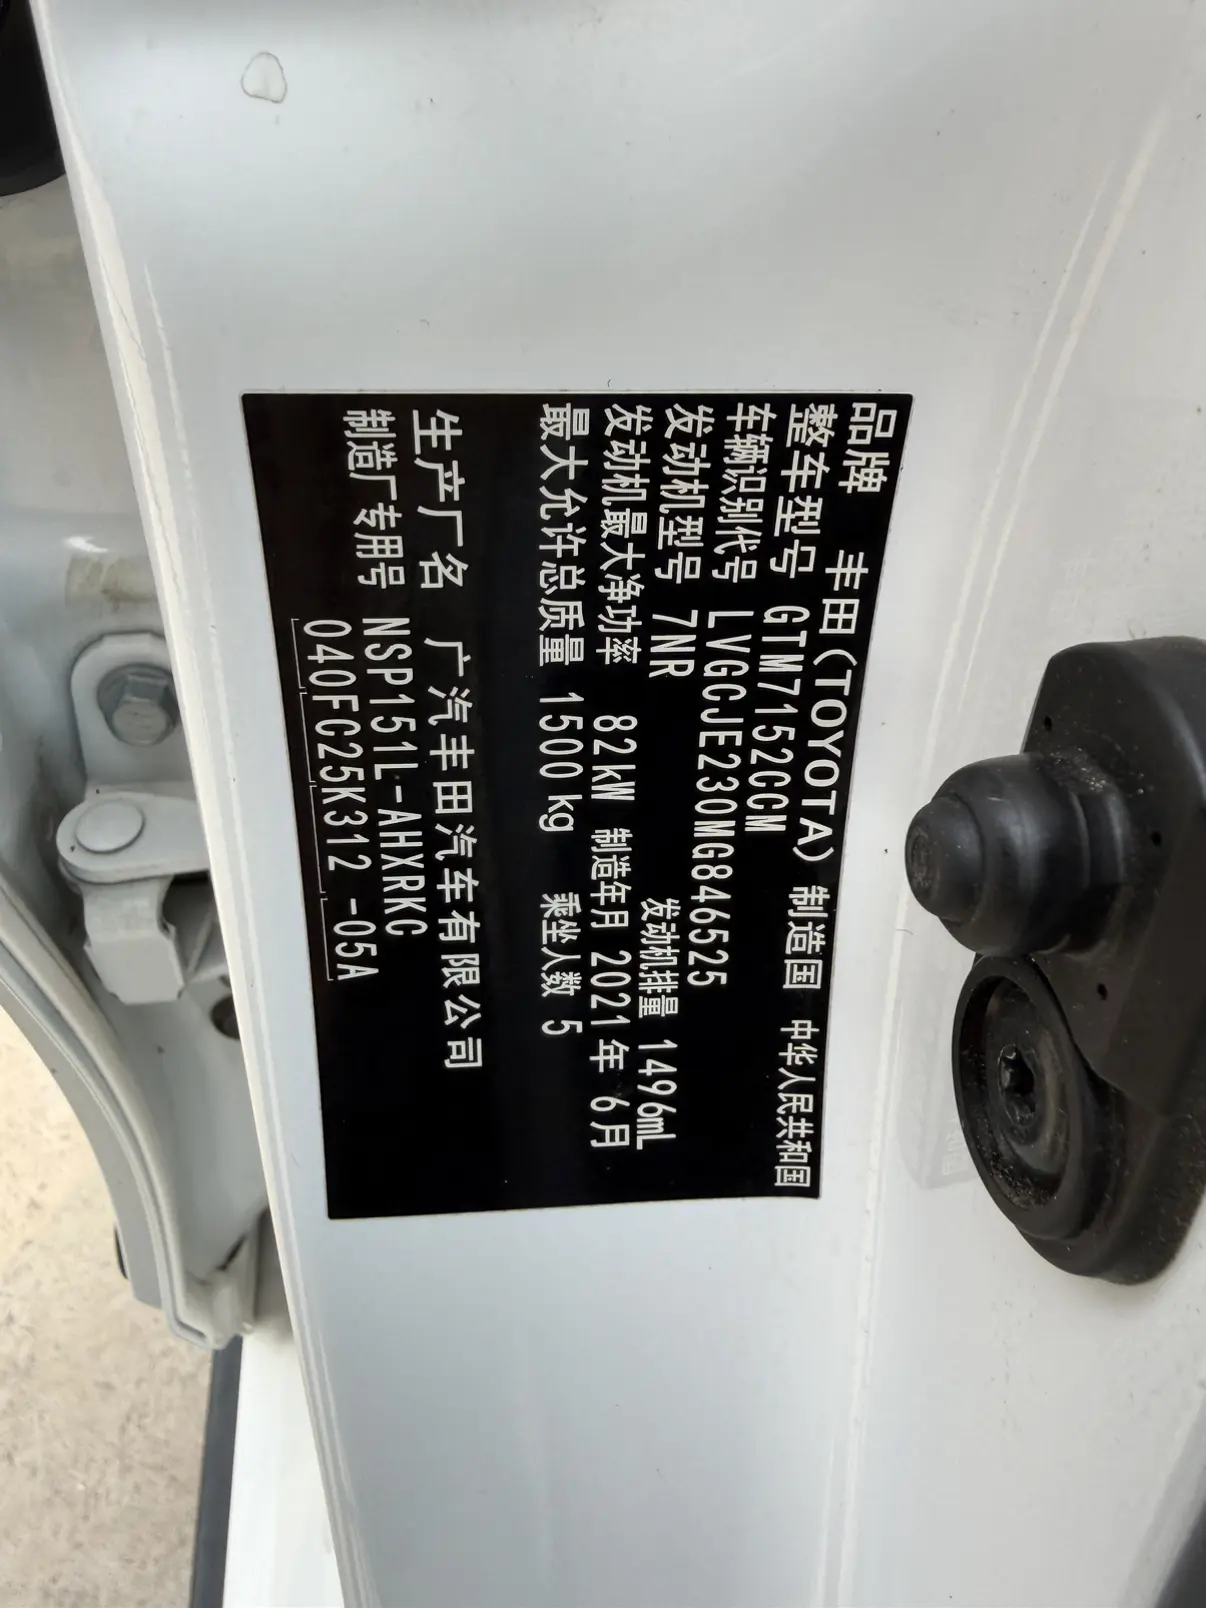 品牌 丰田(TOYOTA) 制造国 中华人民共和国
整车型号 GTM7152CGM
车辆识别代号 LVGCJE230MG846525
发动机型号 7NR 发动机排量 1496mL
发动机最大净功率 82kW 制造年月 2021年6月
最大允许总质量 1500kg 乘坐人数 5
生产厂名 广汽丰田汽车有限公司
制造厂专用号 NSP151L-AHXRKC
040FC25K312 -05A